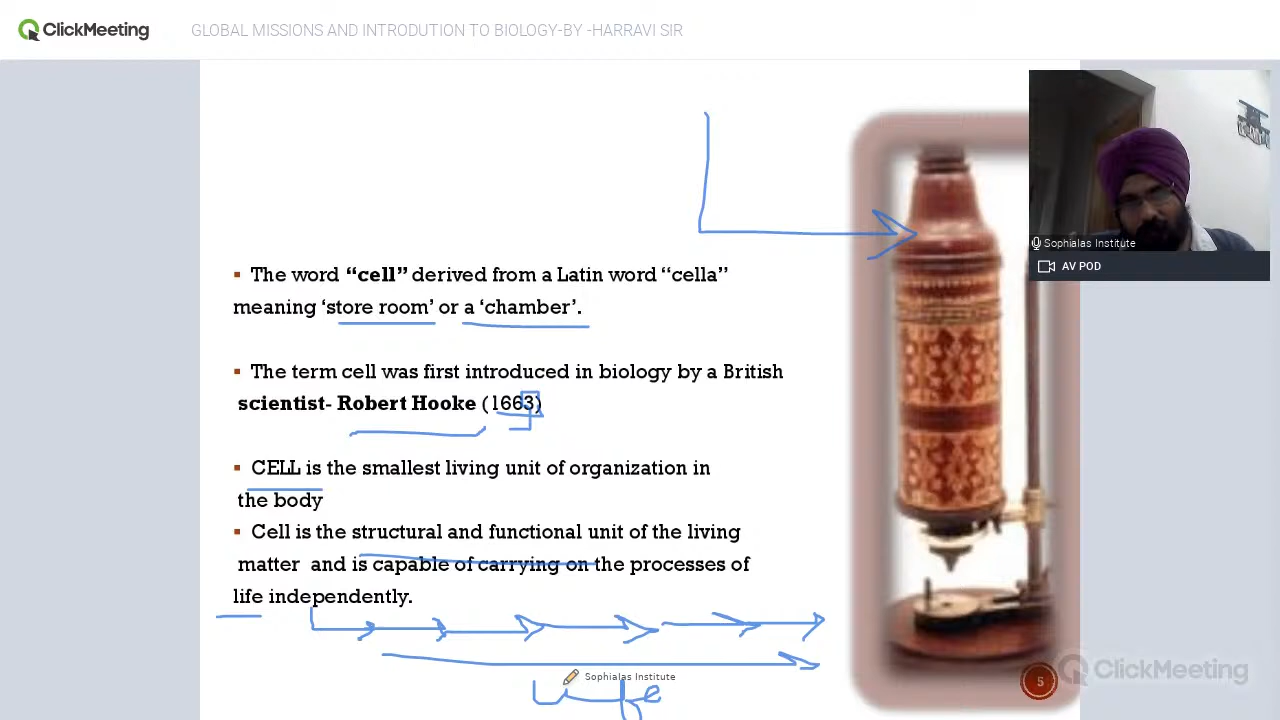 ClickMeeting GLOBAL MISSIONS AND INTRODUTION TO BIOLOGY-BY -HARRAVI SIR
Sophialas Institute
AV POD
▪ The word “cell” derived from a Latin word “cella”
meaning ‘store room’ or a ‘chamber’.
▪ The term cell was first introduced in biology by a British
scientist- Robert Hooke (1663)
▪ CELL is the smallest living unit of organization in
the body
▪ Cell is the structural and functional unit of the living
matter and is capable of carrying on the processes of
life independently.
Sophialas Institute
Life
5
ClickMeeting